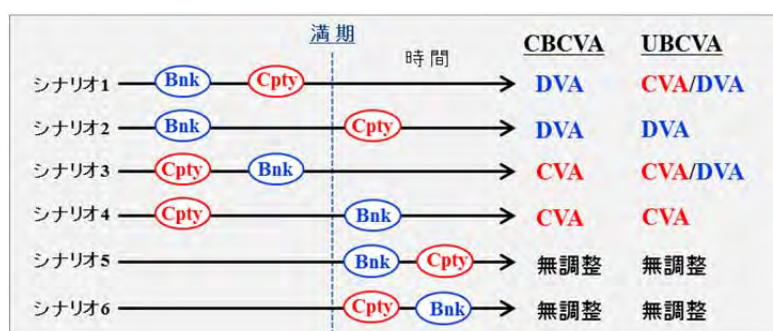 満期
時間 CBCVA UBCVA
シナリオ1 Bnk Cpty DVA CVA/DVA
シナリオ2 Bnk Cpty DVA DVA
シナリオ3 Cpty Bnk CVA CVA/DVA
シナリオ4 Cpty Bnk CVA CVA
シナリオ5 Bnk Cpty 無調整 無調整
シナリオ6 Cpty Bnk 無調整 無調整